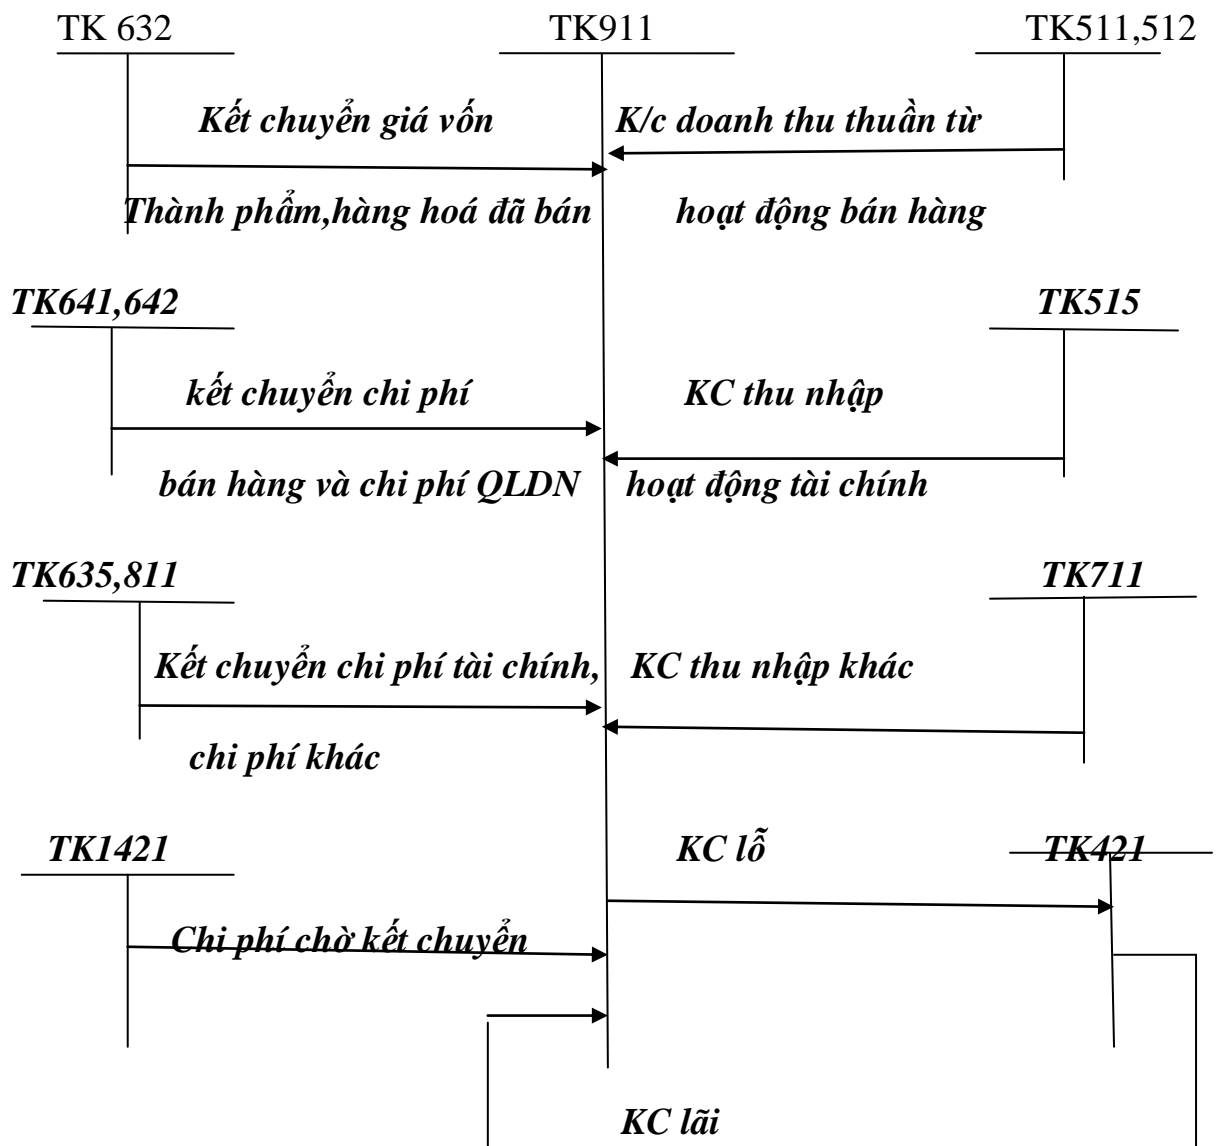 TK 632 TK911 TK511,512
Kết chuyển giá vốn K/c doanh thu thuần từ
Thành phẩm,hàng hoá đã bán hoạt động bán hàng
TK641,642 TK515
kết chuyển chi phí KC thu nhập
bán hàng và chi phí QLDN hoạt động tài chính
TK635,811 TK711
Kết chuyển chi phí tài chính, KC thu nhập khác
chi phí khác
TK1421 KC lỗ TK421
Chi phí chờ kết chuyển
KC lãi